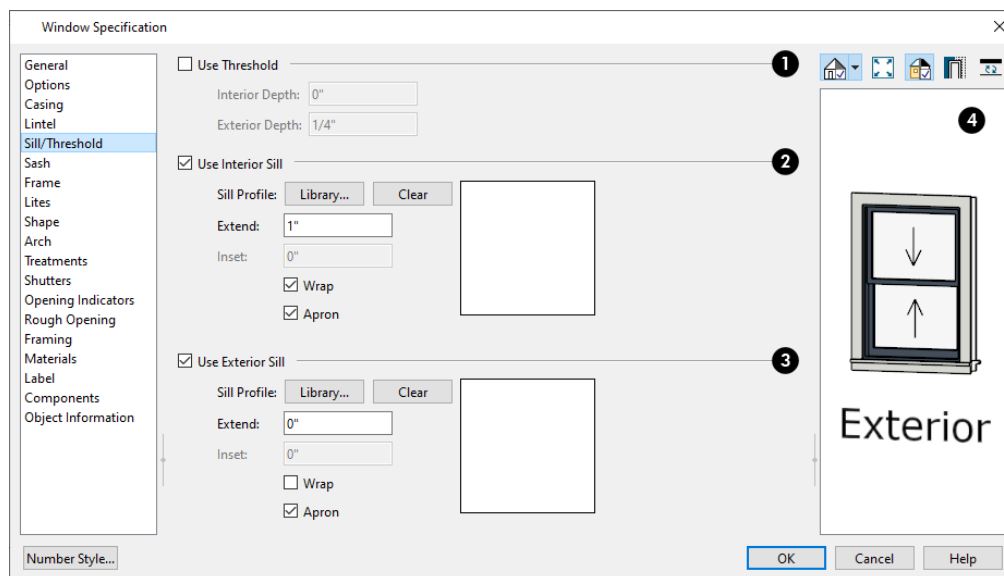 Window Specification
General
Options
Casing
Lintel
Sill/Threshold
Sash
Frame
Lites
Shape
Arch
Treatments
Shutters
Opening Indicators
Rough Opening
Framing
Materials
Label
Components
Object Information
Number Style...
Use Threshold
1
Interior Depth: 0"
Exterior Depth: 1/4"
Use Interior Sill
2
Sill Profile: Library... Clear
Extend: 1"
Inset: 0"
Wrap
Apron
Use Exterior Sill
3
Sill Profile: Library... Clear
Extend: 0"
Inset: 0"
Wrap
Apron
4
Exterior
OK Cancel Help